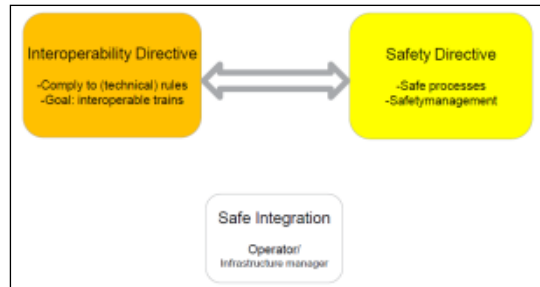 Interoperability Directive
-Comply to (technical) rules
-Goal: interoperable trains
Safety Directive
-Safe processes
-Safetymanagement
Safe Integration
Operator/
Infrastructure manager